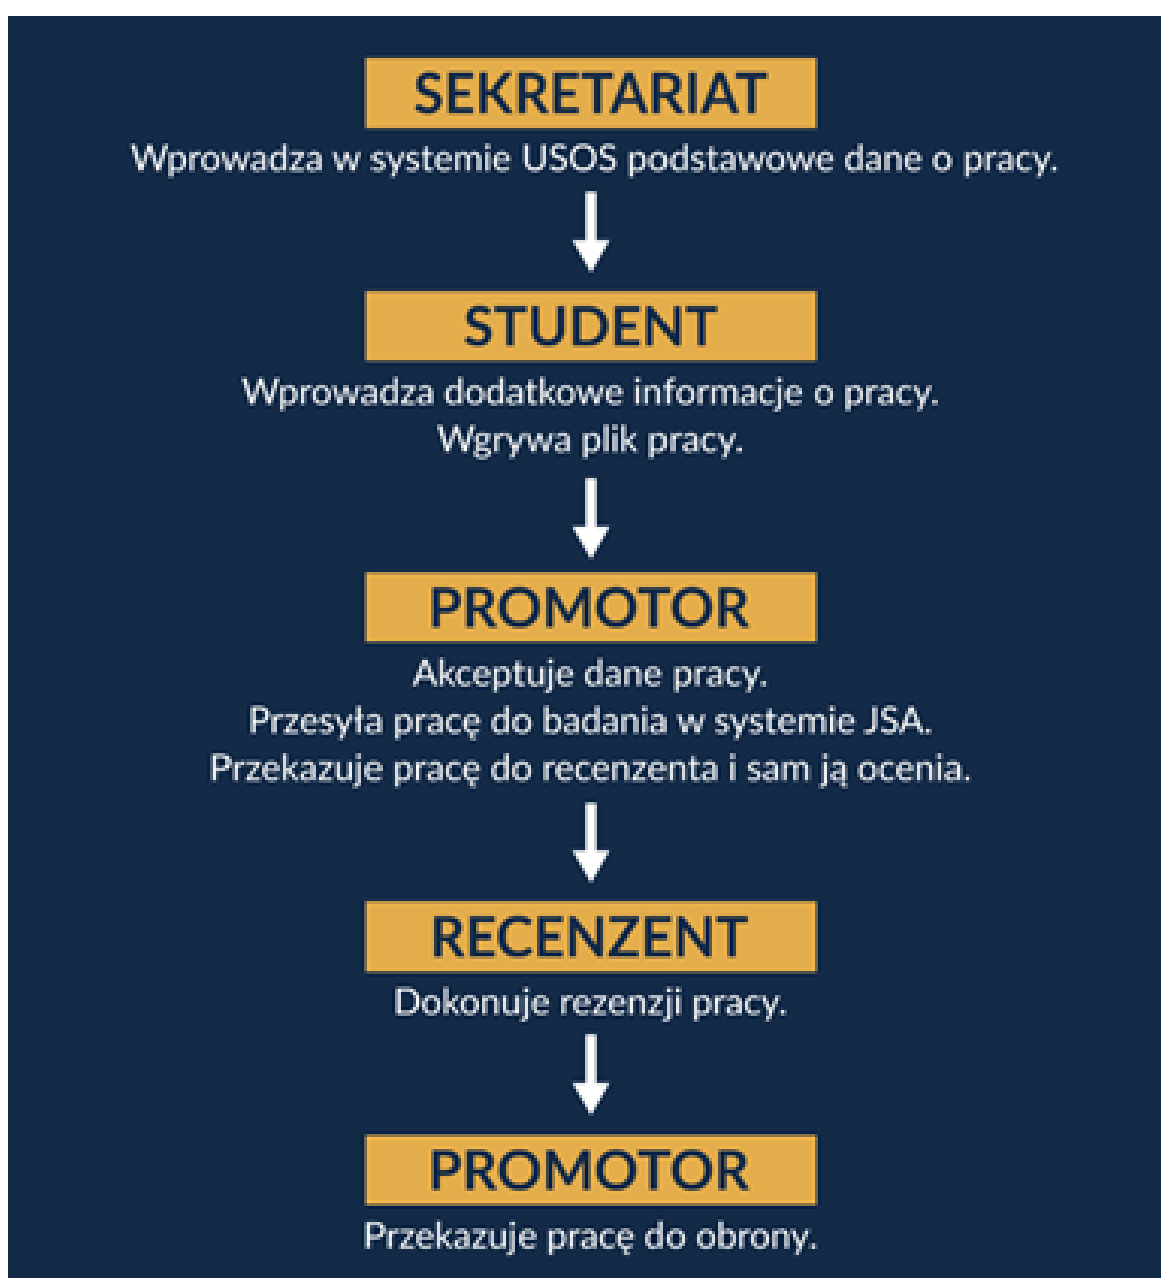 SEKRETARIAT
Wprowadza w systemie USOS podstawowe dane o pracy.
STUDENT
Wprowadza dodatkowe informacje o pracy.
Wgrywa plik pracy.
PROMOTOR
Akceptuje dane pracy.
Przesyła pracę do badania w systemie JSA.
Przekazuje pracę do recenzenta i sam ją ocenia.
RECENZENT
Dokonuje rezenzji pracy.
PROMOTOR
Przekazuje pracę do obrony.